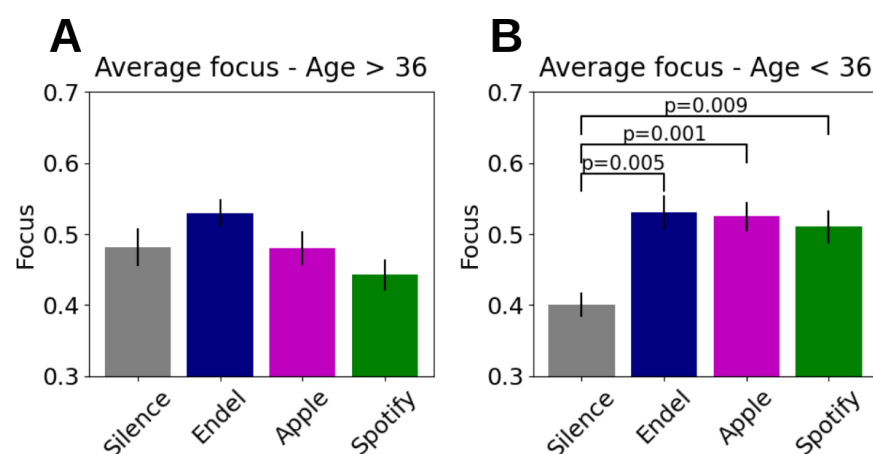 A
Average focus - Age > 36
0.7
0.6
0.5
0.4
0.3
Focus
Silence
Endel
Apple
Spotify
B
Average focus - Age < 36
0.7
0.6
0.5
0.4
0.3
Focus
p=0.009
p=0.001
p=0.005
Silence
Endel
Apple
Spotify